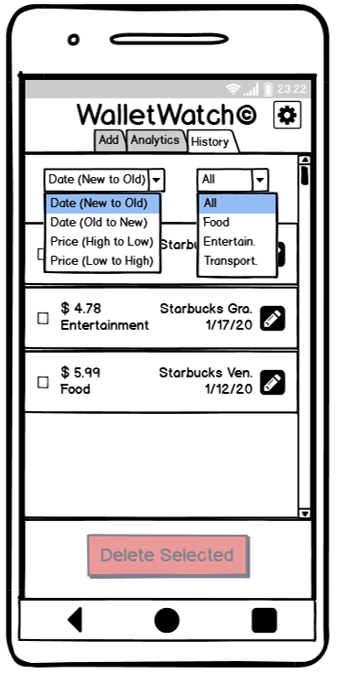 23:22
WalletWatch©
Add Analytics History
Date (New to Old) All
Date (New to Old) All
Date (Old to New) Food
Price (High to Low) Starbu Entertain.
Price (Low to High) Transport.
$ 4.78 Starbucks Gra.
Entertainment 1/17/20
$ 5.99 Starbucks Ven.
Food 1/12/20
Delete Selected